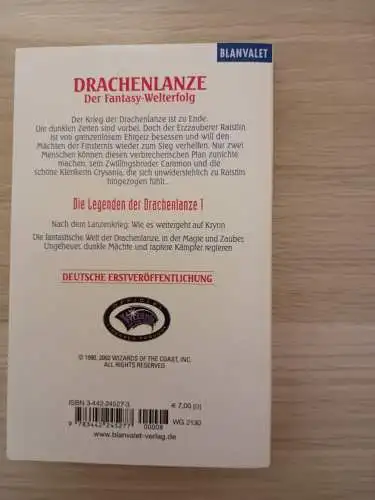 BLANVALET
DRACHENLANZE
Der Fantasy-Welterfolg
Der Krieg der Drachenlanze ist zu Ende.
Die dunklen Zeiten sind vorbei. Doch der Erzzauberer Raistlin
ist von grenzenlosem Ehrgeiz besessen und will den
Mächten der Finsternis wieder zum Sieg verhelfen. Nur zwei
Menschen können diesen verbrecherischen Plan zunichte
machen, sein Zwillingsbruder Caramon und die
schöne Klerikerin Crysania, die sich unwiderstehlich zu Raistlin
hingezogen fühlt...
Die Legenden der Drachenlanze 1
Nach dem Lanzenkrieg: Wie es weitergeht auf Krynn
Die fantastische Welt der Drachenlanze, in der Magie und Zauber,
Ungeheuer, dunkle Mächte und tapfere Kämpfer regieren
DEUTSCHE ERSTVERÖFFENTLICHUNG
© 1990, 2002 WIZARDS OF THE COAST, INC.
ALL RIGHTS RESERVED.
ISBN 3-442-24527-3
€ 7,00 (D)
00008
WG 2130
9 783442 245277
www.blanvalet-verlag.de